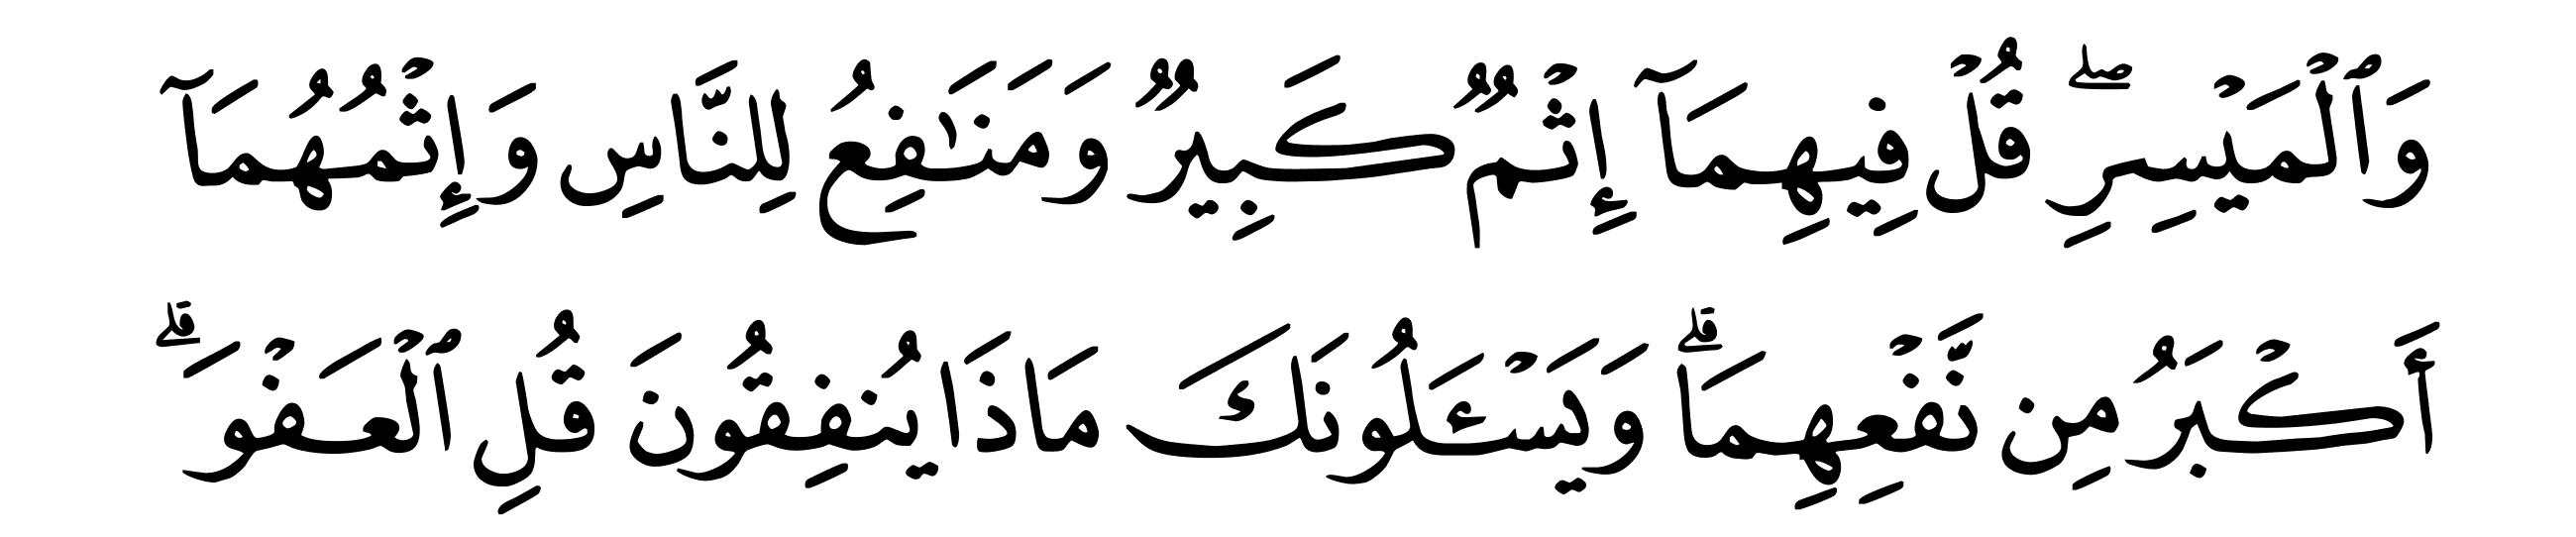 وَٱلْمَيْسِرِ ۖ قُلْ فِيهِمَآ إِثْمٌ كَبِيرٌ وَمَنَـٰفِعُ لِلنَّاسِ وَإِثْمُهُمَآ
أَكْبَرُ مِن نَّفْعِهِمَا ۗ وَيَسْـَٔلُونَكَ مَاذَا يُنفِقُونَ قُلِ ٱلْعَفْوَ ۗ